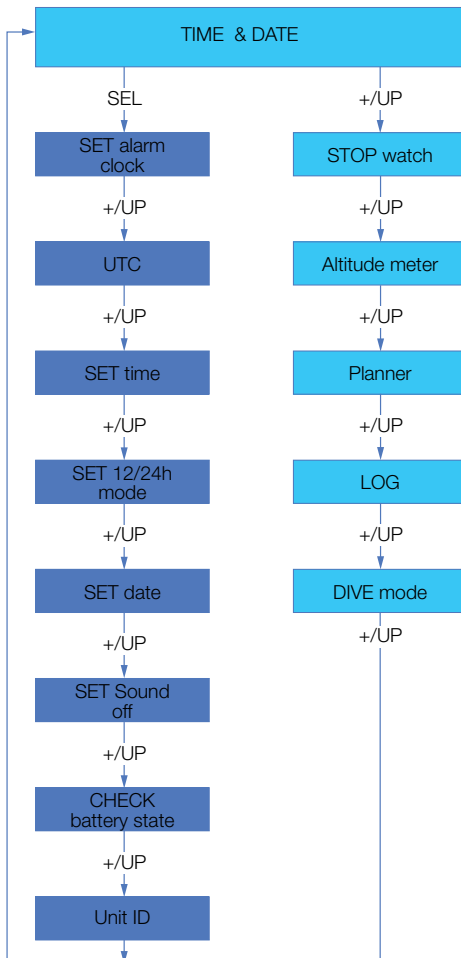 TIME & DATE
SEL
SET alarm
clock
+/UP
UTC
+/UP
SET time
+/UP
SET 12/24h
mode
+/UP
SET date
+/UP
SET Sound
off
+/UP
CHECK
battery state
+/UP
Unit ID
+/UP
STOP watch
+/UP
Altitude meter
+/UP
Planner
+/UP
LOG
+/UP
DIVE mode
+/UP